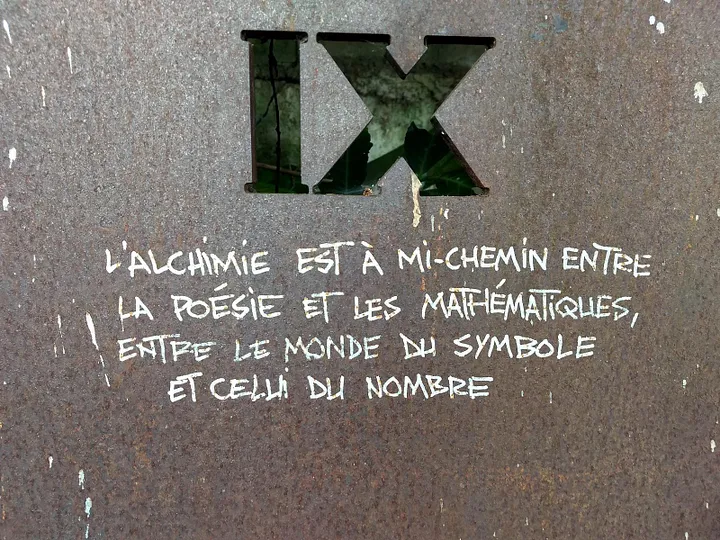 IX
L'ALCHIMIE EST À MI-CHEMIN ENTRE
LA POÉSIE ET LES MATHÉMATIQUES,
ENTRE LE MONDE DU SYMBOLE
ET CELUI DU NOMBRE